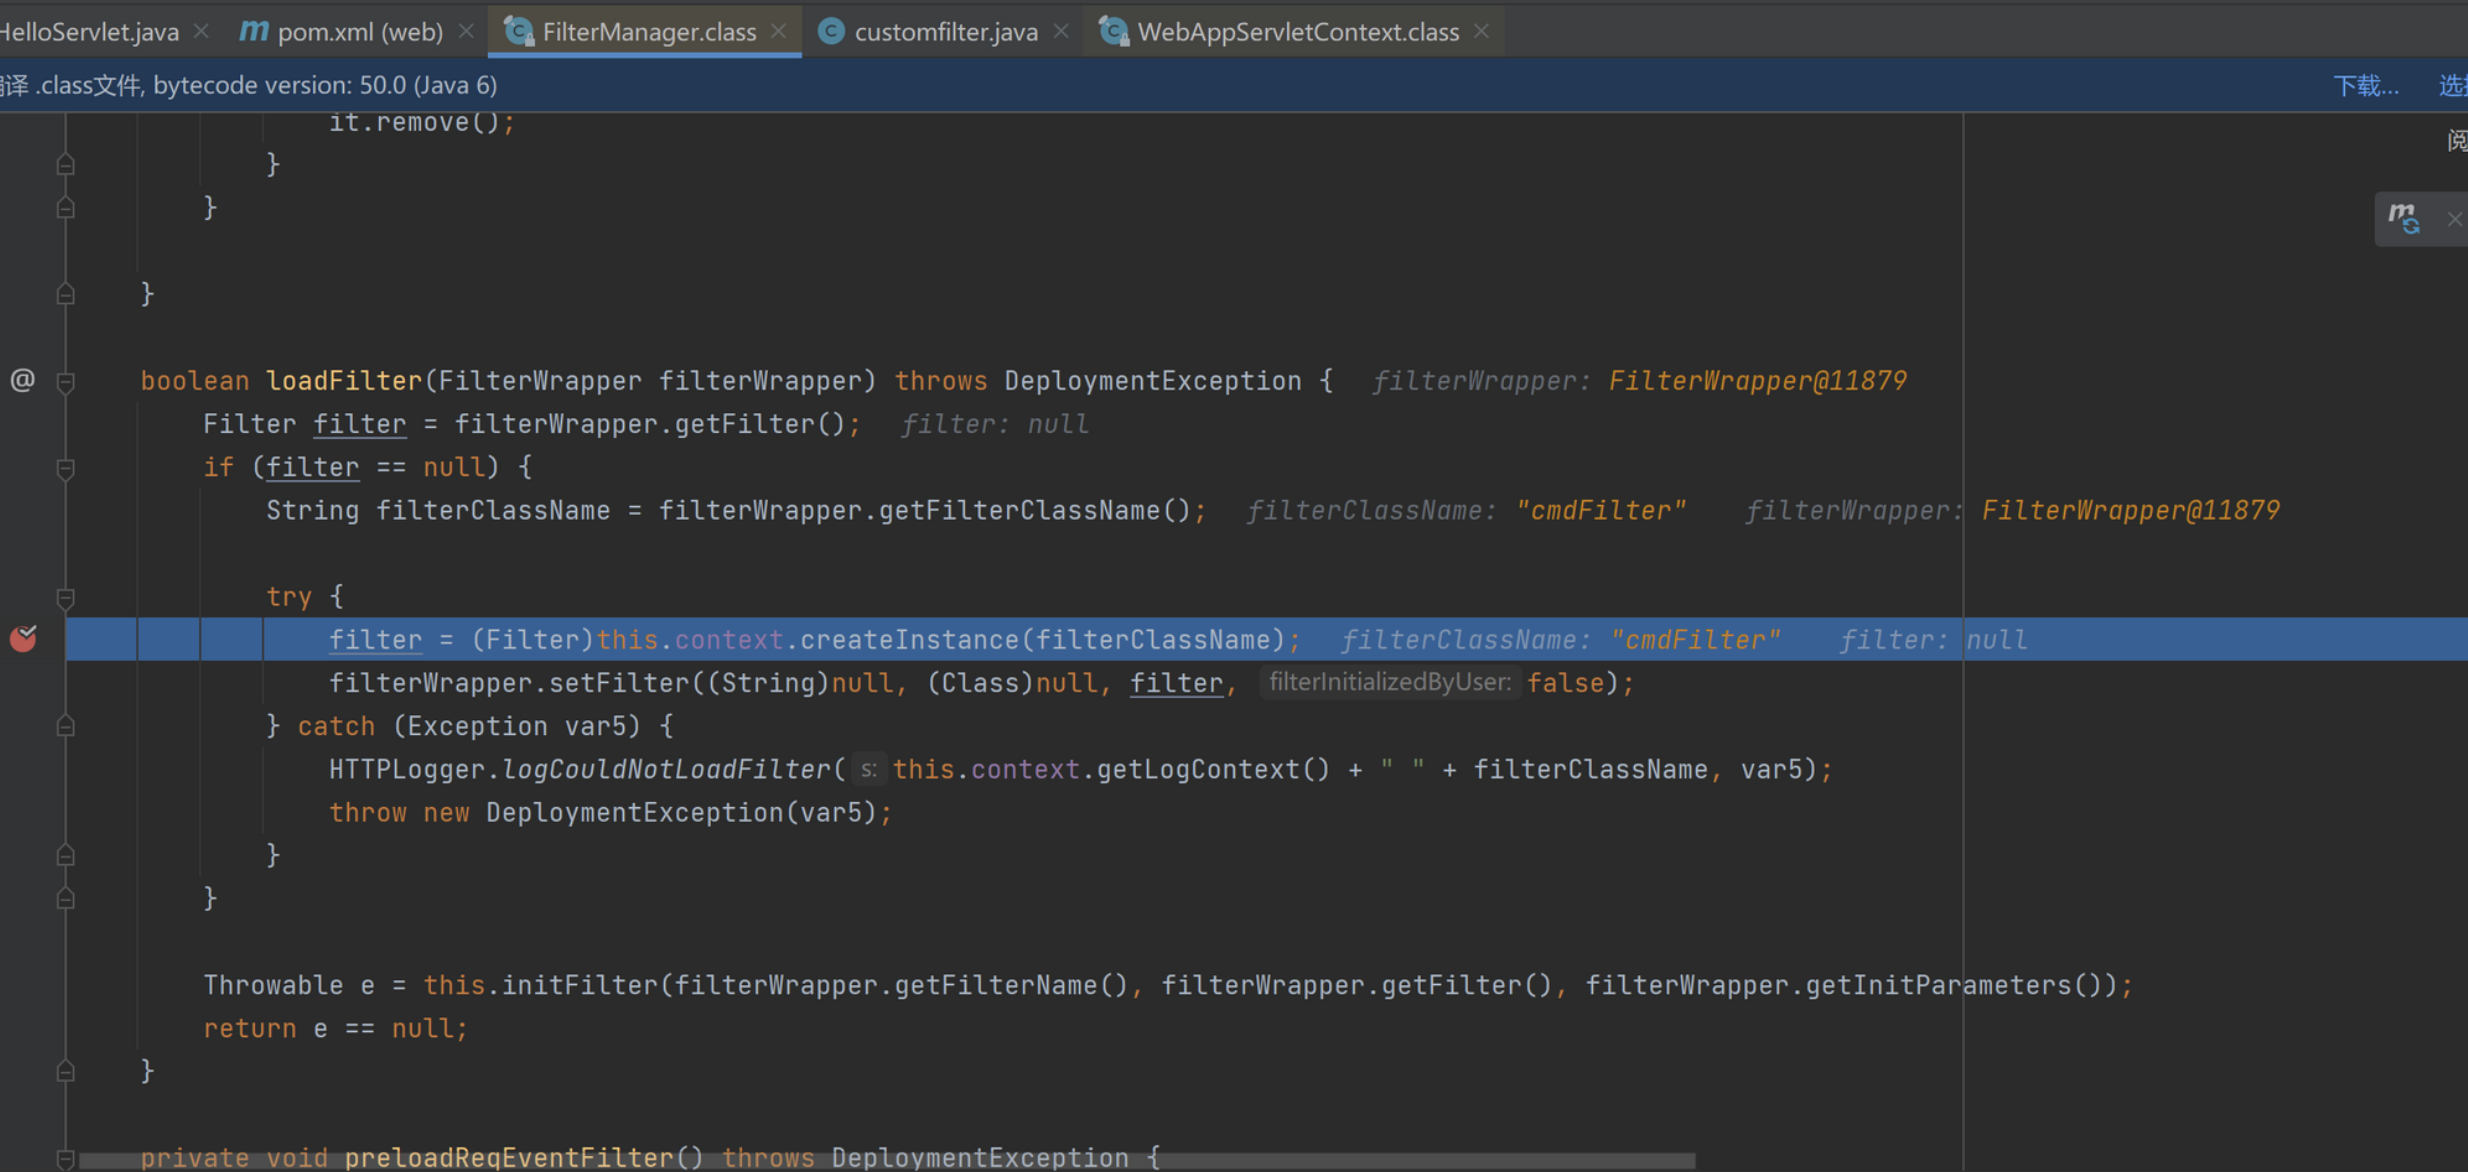 HelloServlet.java pom.xml (web) FilterManager.class customfilter.java WebAppServletContext.class
译 .class文件, bytecode version: 50.0 (Java 6) 下载...
it.remove();
}
}
}
boolean loadFilter(FilterWrapper filterWrapper) throws DeploymentException { filterWrapper: FilterWrapper@11879
Filter filter = filterWrapper.getFilter(); filter: null
if (filter == null) {
String filterClassName = filterWrapper.getFilterClassName(); filterClassName: "cmdFilter" filterWrapper: FilterWrapper@11879
try {
filter = (Filter)this.context.createInstance(filterClassName); filterClassName: "cmdFilter" filter: null
filterWrapper.setFilter((String)null, (Class)null, filter, filterInitializedByUser: false);
} catch (Exception var5) {
HTTPLogger.logCouldNotLoadFilter( s: this.context.getLogContext() + " " + filterClassName, var5);
throw new DeploymentException(var5);
}
}
Throwable e = this.initFilter(filterWrapper.getFilterName(), filterWrapper.getFilter(), filterWrapper.getInitParameters());
return e == null;
}
private void preloadReqEventFilter() throws DeploymentException {